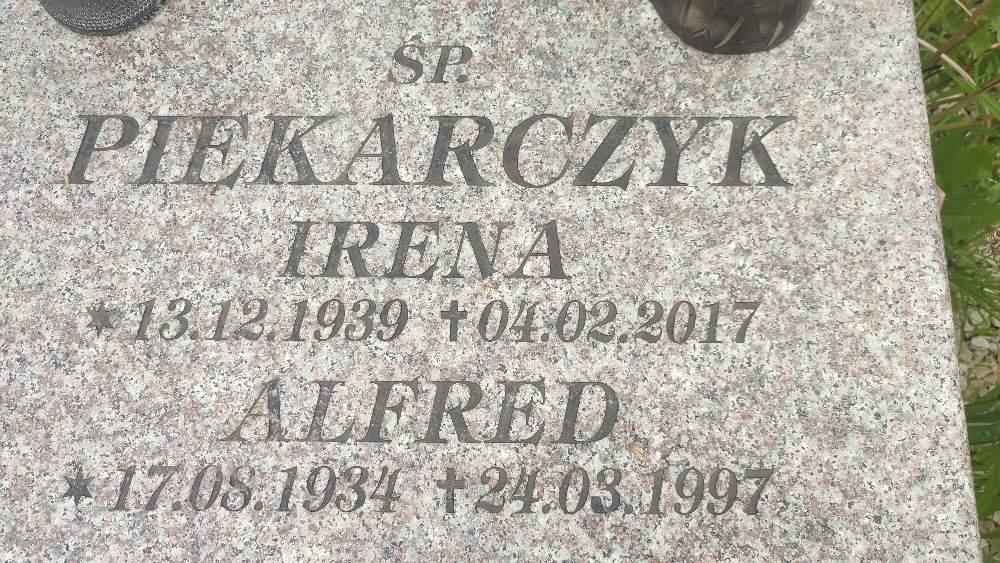 ŚP.
PIEKARCZYK
IRENA
* 13.12.1939 † 04.02.2017
ALFRED
* 17.08.1934 † 24.03.1997